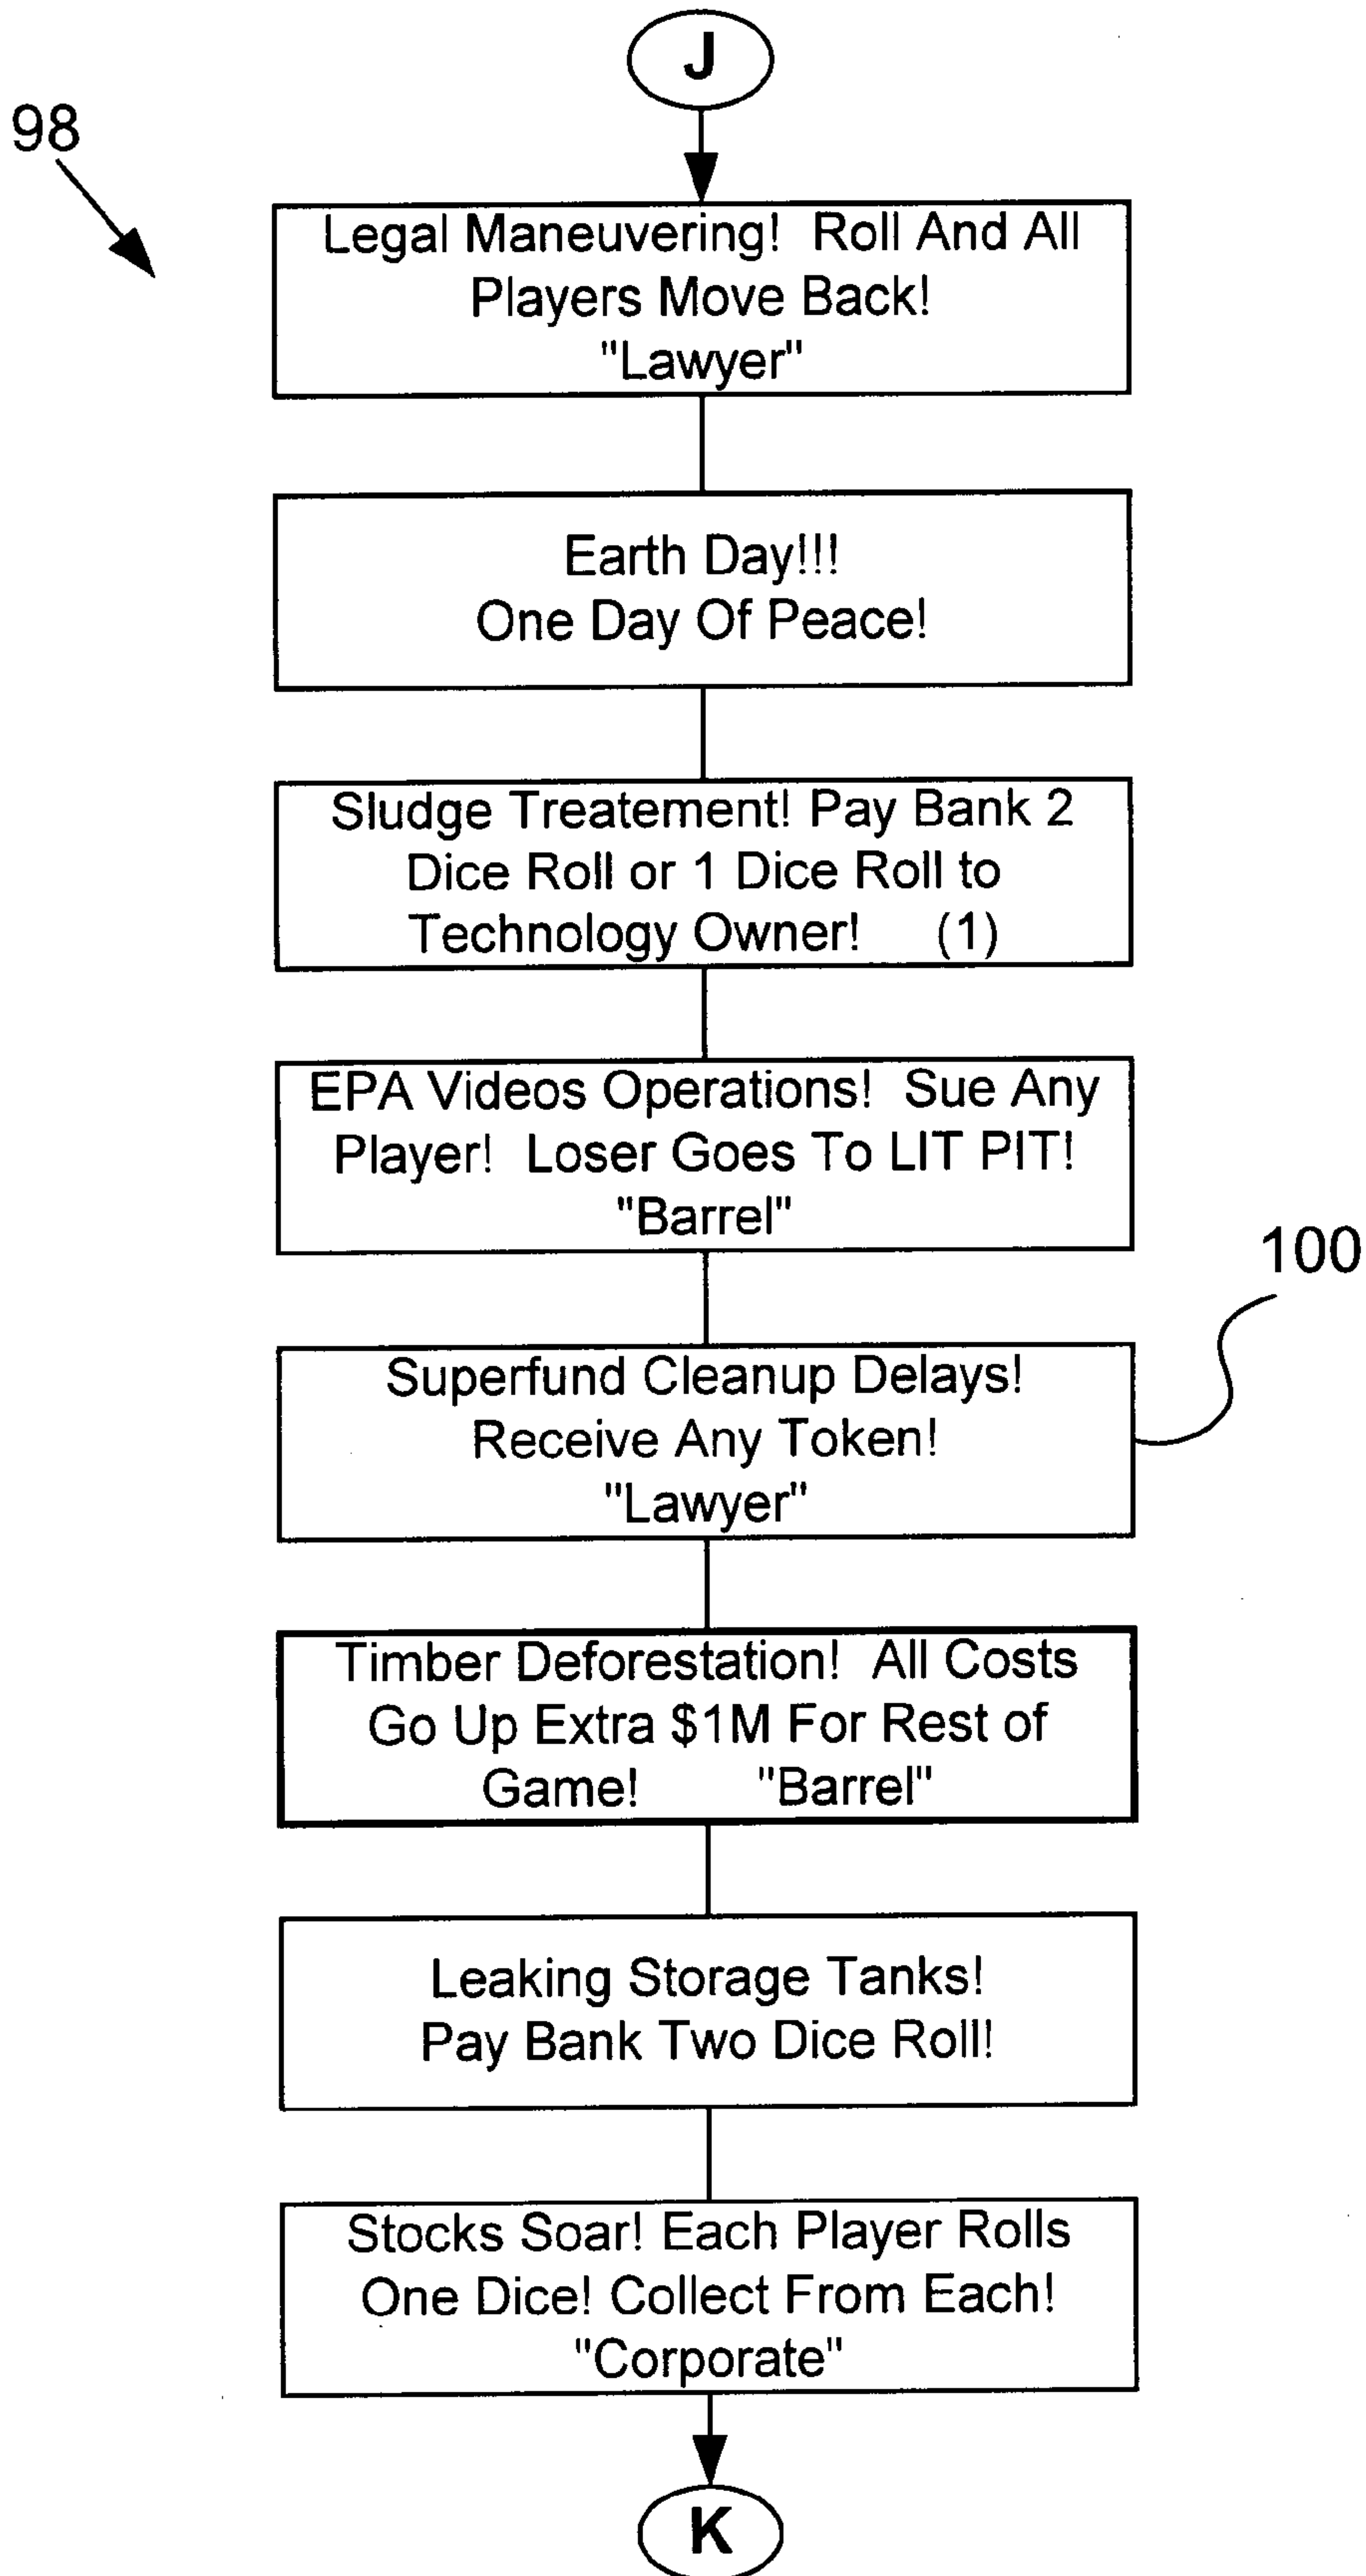 J
98
Legal Maneuvering! Roll And All
Players Move Back!
"Lawyer"
Earth Day!!!
One Day Of Peace!
Sludge Treatement! Pay Bank 2
Dice Roll or 1 Dice Roll to
Technology Owner! (1)
EPA Videos Operations! Sue Any
Player! Loser Goes To LIT PIT!
"Barrel"
100
Superfund Cleanup Delays!
Receive Any Token!
"Lawyer"
Timber Deforestation! All Costs
Go Up Extra $1M For Rest of
Game! "Barrel"
Leaking Storage Tanks!
Pay Bank Two Dice Roll!
Stocks Soar! Each Player Rolls
One Dice! Collect From Each!
"Corporate"
K